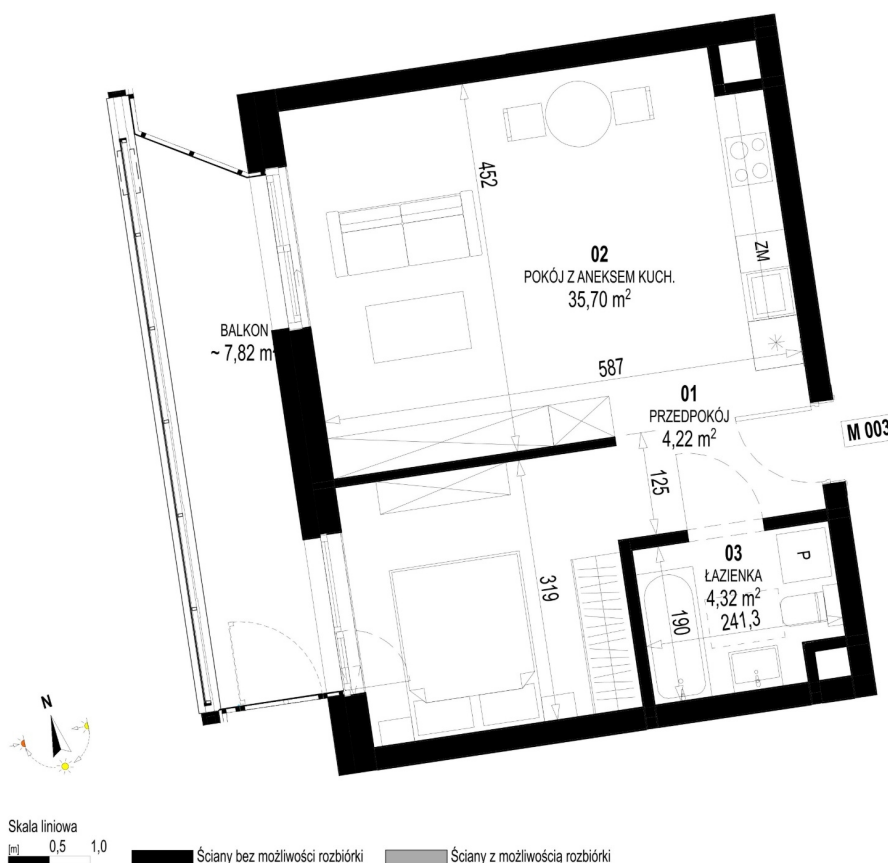 452
02
POKÓJ Z ANEKSEM KUCH.
35,70 m²
ZM
BALKON
~ 7,82 m
587
01
PRZEDPOKÓJ
4,22 m²
M 003
125
319
03
ŁAZIENKA
4,32 m²
241,3
190
P
N
Skala liniowa
[m] 0,5 1,0
Ściany bez możliwości rozbiórki
Ściany z możliwością rozbiórki